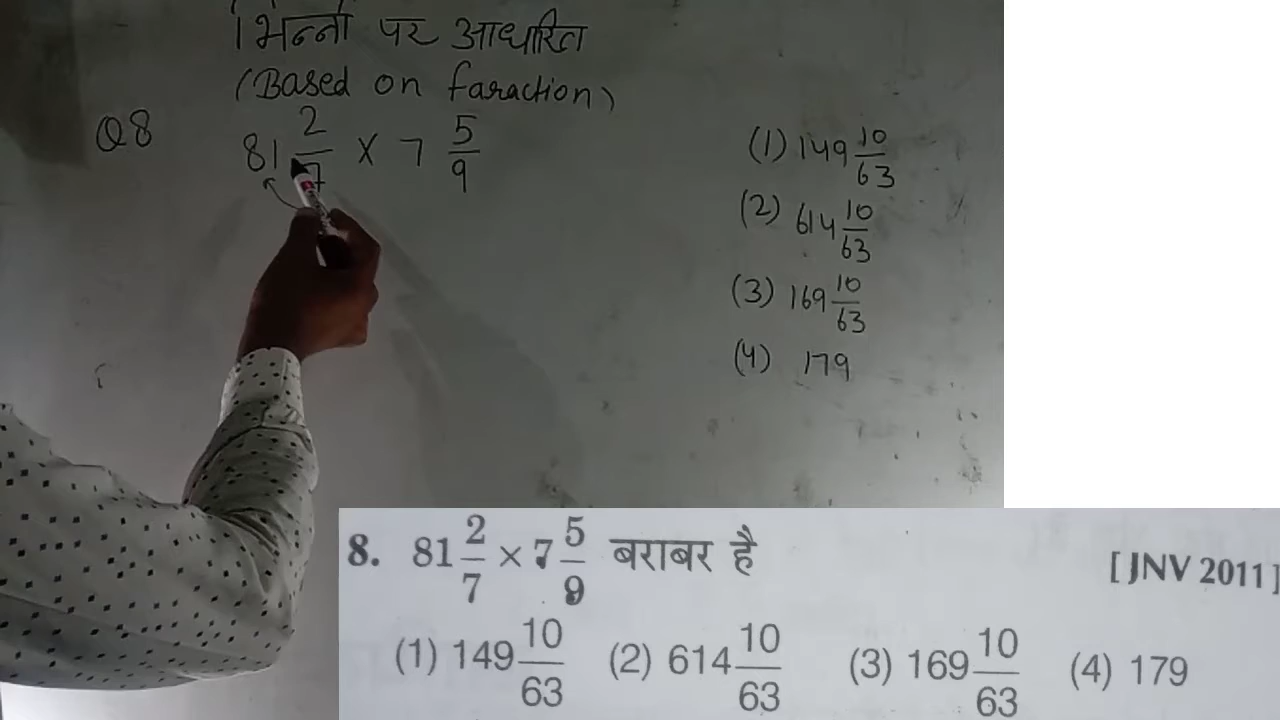 भिन्नों पर आधारित
(Based on faraction)
Q8 81 2/7 X 7 5/9
(1) 149 10/63
(2) 614 10/63
(3) 169 10/63
(4) 179
8. 81 2/7 × 7 5/9 बराबर है [JNV 2011]
(1) 149 10/63 (2) 614 10/63 (3) 169 10/63 (4) 179